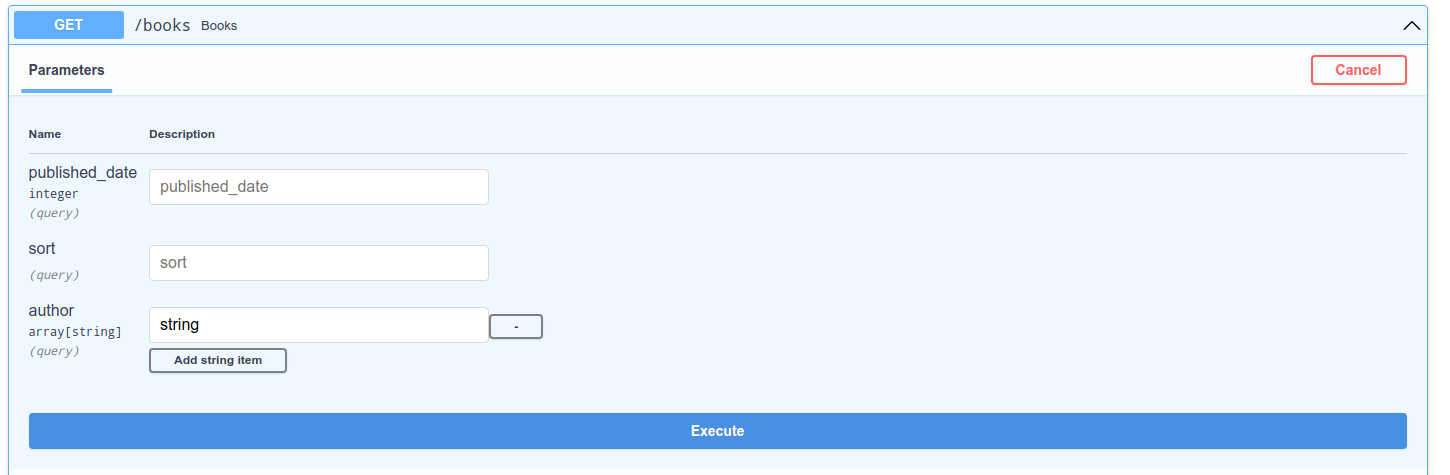 GET /books Books
Parameters Cancel
Name Description
published_date published_date
integer
(query)
sort sort
(query)
author string -
array[string]
(query) Add string item
Execute